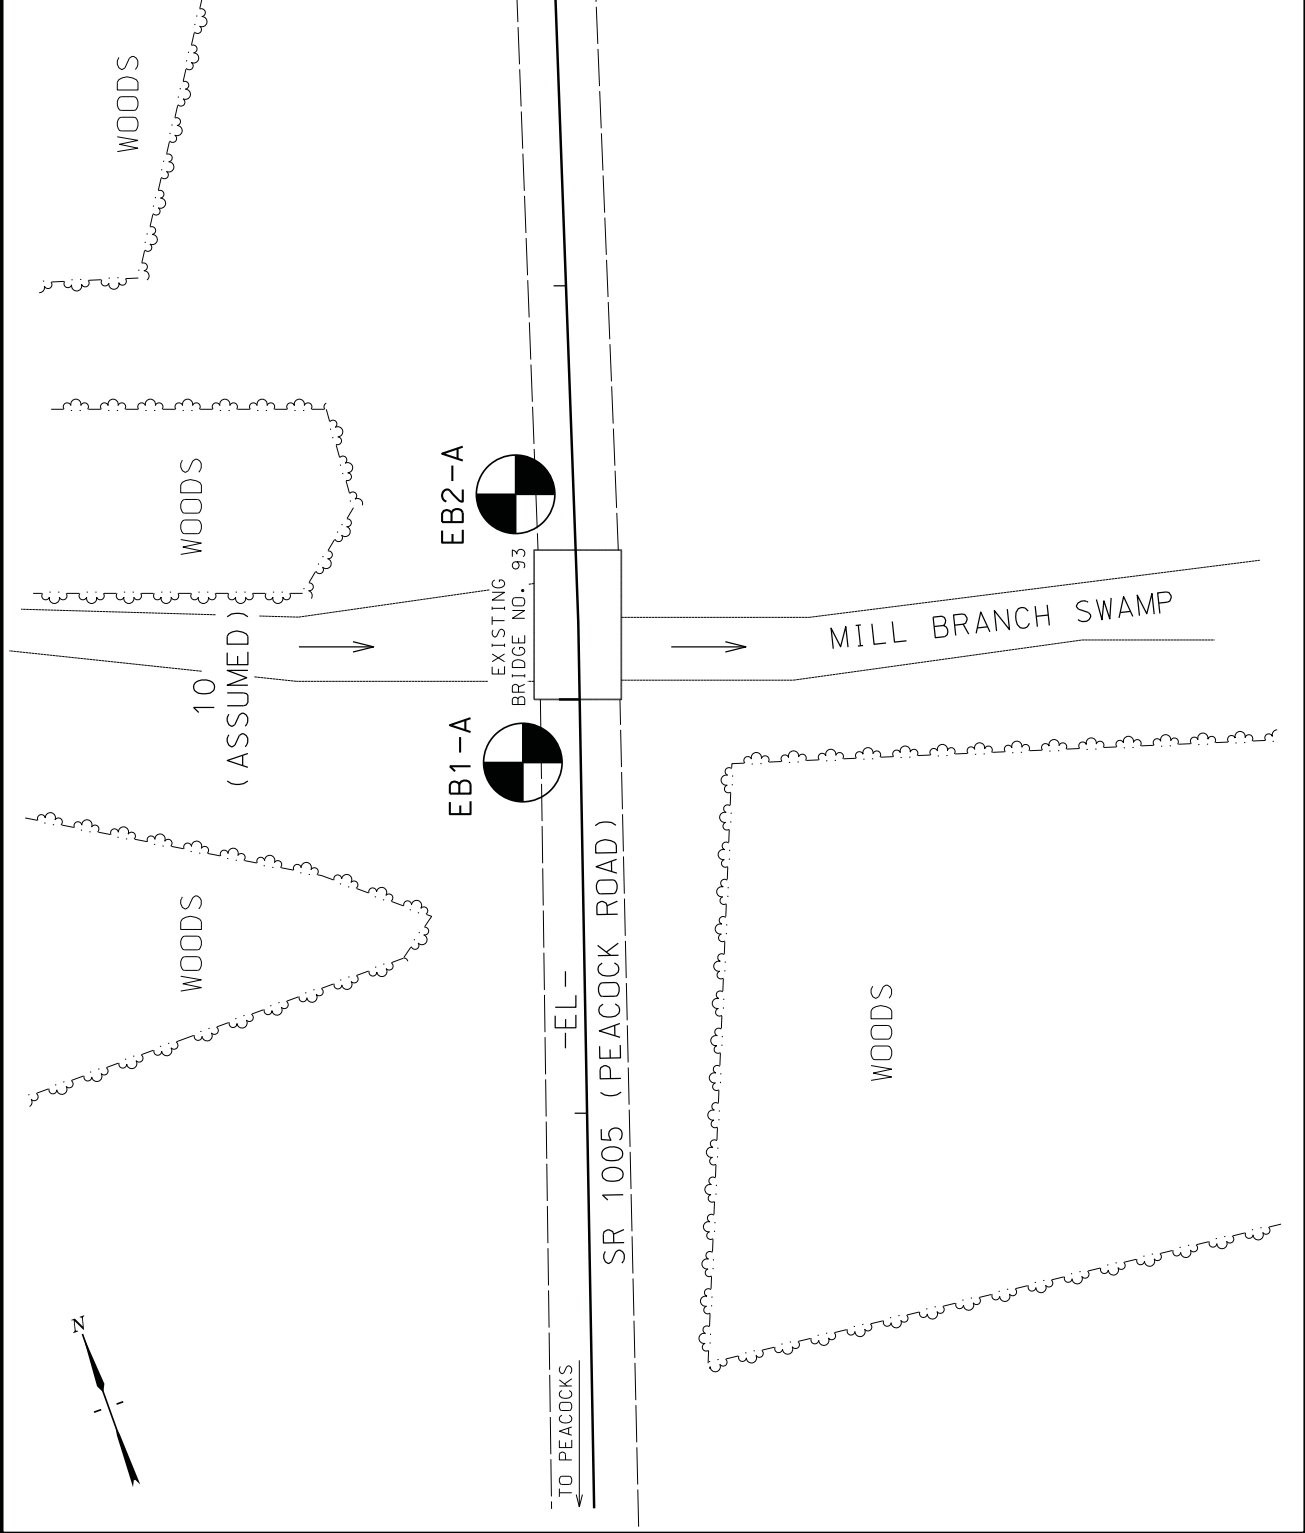 WOODS
WOODS
EB2-A
EXISTING
BRIDGE NO. 93
MILL BRANCH SWAMP
10
(ASSUMED)
EB1-A
WOODS
-EL-
SR 1005 (PEACOCK ROAD)
WOODS
N
TO PEACOCKS